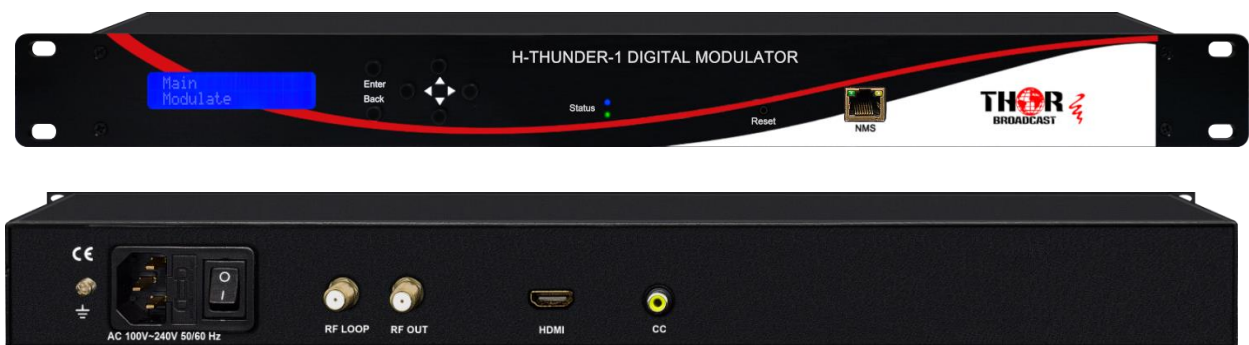 H-THUNDER-1 DIGITAL MODULATOR
Main
Modulate
Enter
Back
Status
Reset
NMS
THOR
BROADCAST
CE
AC 100V~240V 50/60 Hz
O
I
RF LOOP
RF OUT
HDMI
CC